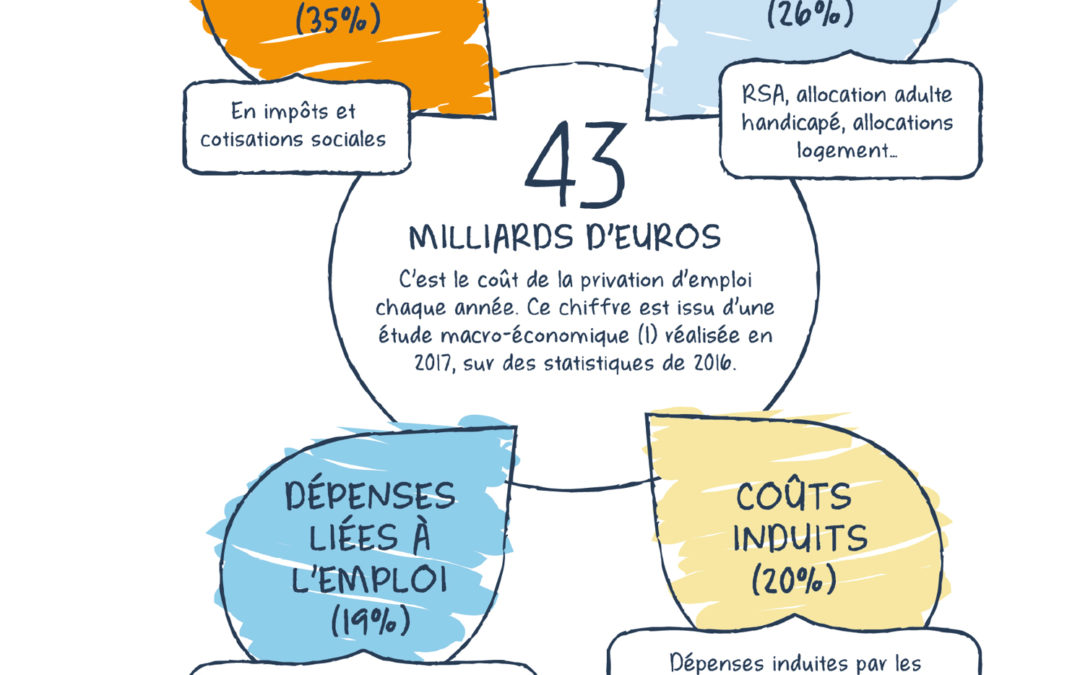 (35%)
(26%)
En impôts et
cotisations sociales
RSA, allocation adulte
handicapé, allocations
logement…
43
MILLIARDS D'EUROS
C'est le coût de la privation d'emploi
chaque année. Ce chiffre est issu d'une
étude macro-économique (1) réalisée en
2017, sur des statistiques de 2016.
DÉPENSES
LIÉES À
L'EMPLOI
(19%)
COÛTS
INDUITS
(20%)
Dépenses induites par les